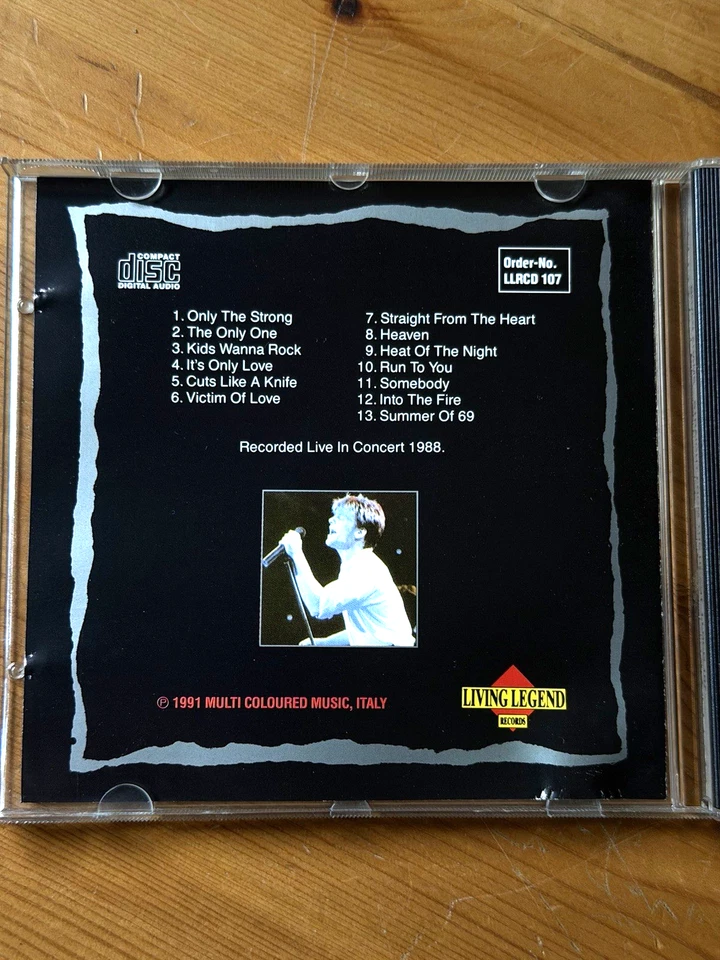 COMPACT
disc
DIGITAL AUDIO
Order-No.
LLRCD 107
1. Only The Strong
2. The Only One
3. Kids Wanna Rock
4. It's Only Love
5. Cuts Like A Knife
6. Victim Of Love
7. Straight From The Heart
8. Heaven
9. Heat Of The Night
10. Run To You
11. Somebody
12. Into The Fire
13. Summer Of 69
Recorded Live In Concert 1988.
℗ 1991 MULTI COLOURED MUSIC, ITALY
LIVING LEGEND
RECORDS